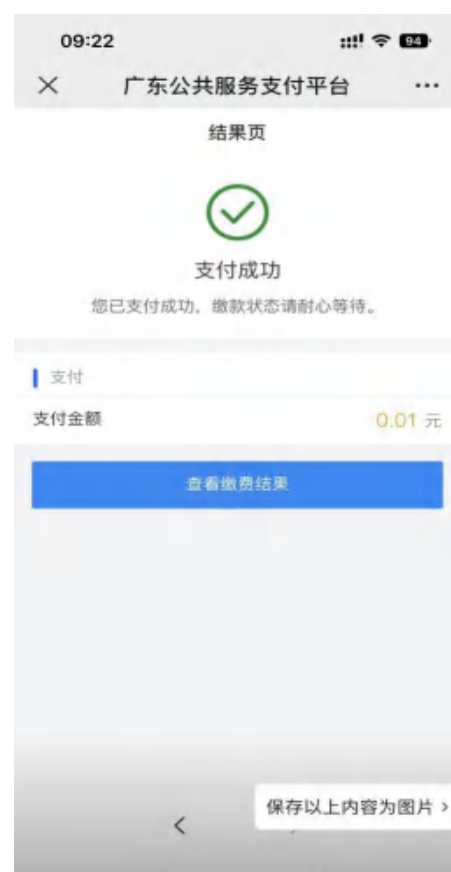 09:22
94
广东公共服务支付平台
结果页
支付成功
您已支付成功，缴款状态请耐心等待。
支付
支付金额 0.01 元
查看缴费结果
保存以上内容为图片